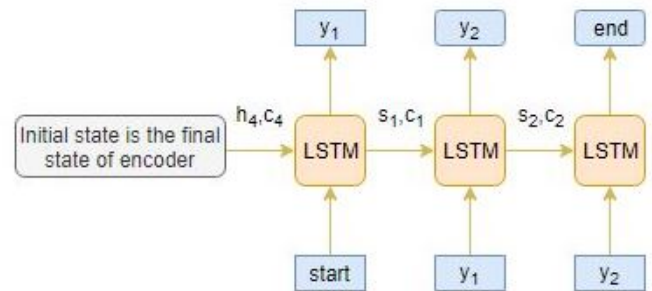 y₁ y₂ end
h₄,c₄ s₁,c₁ s₂,c₂
Initial state is the final
state of encoder
LSTM LSTM LSTM
start y₁ y₂